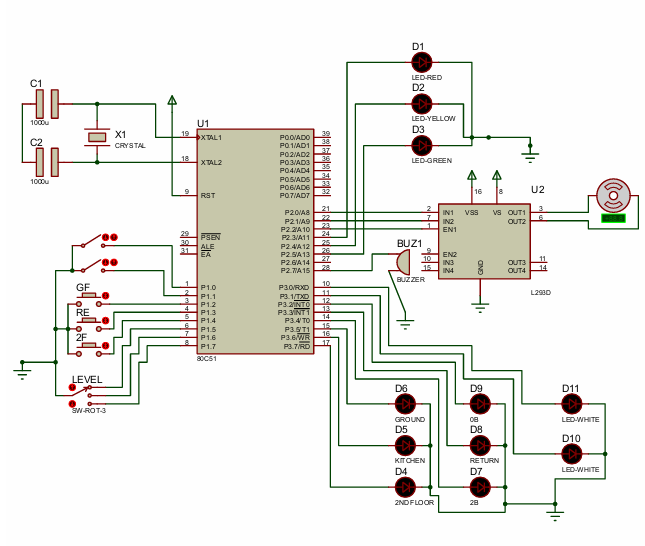 D1
LED-RED
D2
LED-YELLOW
D3
LED-GREEN
C1
1000u
C2
1000u
X1
CRYSTAL
U1
19 XTAL1
18 XTAL2
9 RST
29 PSEN
30 ALE
31 EA
1 P1.0
2 P1.1
3 P1.2
4 P1.3
5 P1.4
6 P1.5
7 P1.6
8 P1.7
P0.0/AD0 39
P0.1/AD1 38
P0.2/AD2 37
P0.3/AD3 36
P0.4/AD4 35
P0.5/AD5 34
P0.6/AD6 33
P0.7/AD7 32
P2.0/A8 21
P2.1/A9 22
P2.2/A10 23
P2.3/A11 24
P2.4/A12 25
P2.5/A13 26
P2.6/A14 27
P2.7/A15 28
P3.0/RXD 10
P3.1/TXD 11
P3.2/INT0 12
P3.3/INT1 13
P3.4/T0 14
P3.5/T1 15
P3.6/WR 16
P3.7/RD 17
80C51
U2
16 VSS
8 VS
2 IN1
7 IN2
1 EN1
9 EN2
10 IN3
15 IN4
OUT1 3
OUT2 6
OUT3 11
OUT4 14
GND
L293D
BUZ1
BUZZER
GF
RE
2F
LEVEL
SW-ROT-3
D6
GROUND
D5
KITCHEN
D4
2NDFLOOR
D9
0B
D8
RETURN
D7
2B
D11
LED-WHITE
D10
LED-WHITE